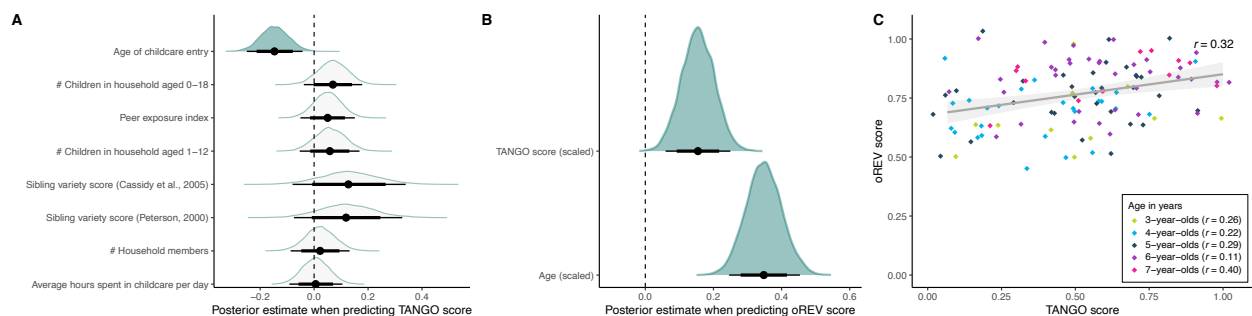 A
Age of childcare entry
# Children in household aged 0–18
Peer exposure index
# Children in household aged 1–12
Sibling variety score (Cassidy et al., 2005)
Sibling variety score (Peterson, 2000)
# Household members
Average hours spent in childcare per day
−0.2
0.0
0.2
0.4
Posterior estimate when predicting TANGO score
B
TANGO score (scaled)
Age (scaled)
0.0
0.2
0.4
0.6
Posterior estimate when predicting oREV score
C
r = 0.32
1.00
0.75
0.50
0.25
0.00
oREV score
Age in years
3−year−olds (r = 0.26)
4−year−olds (r = 0.22)
5−year−olds (r = 0.29)
6−year−olds (r = 0.11)
7−year−olds (r = 0.40)
0.00
0.25
0.50
0.75
1.00
TANGO score